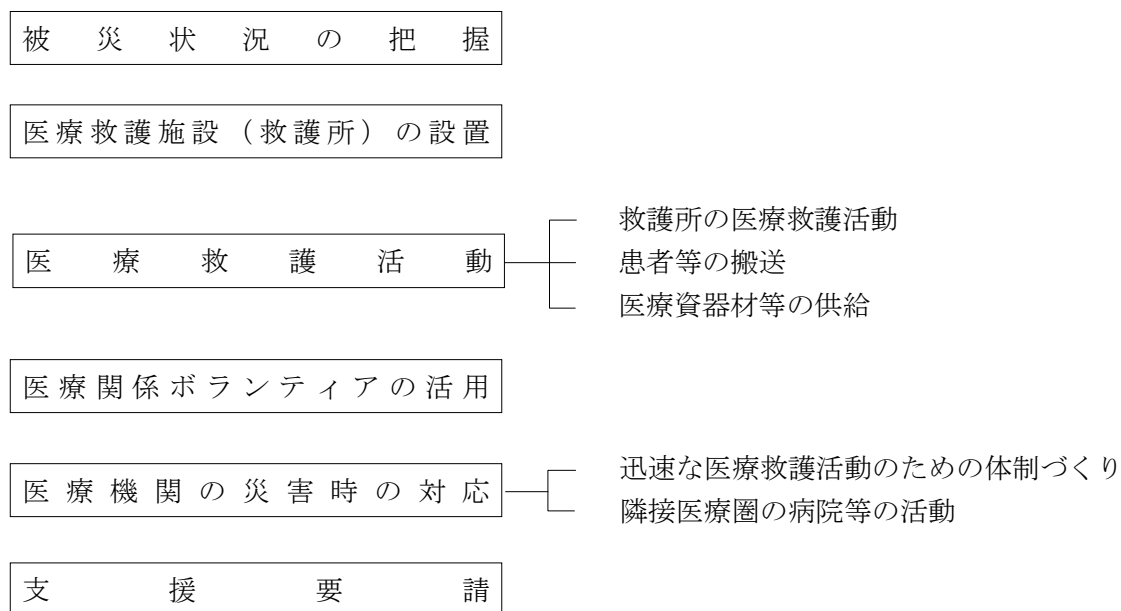 被災状況の把握
医療救護施設（救護所）の設置
救護所の医療救護活動
医療救護活動
患者等の搬送
医療資器材等の供給
医療関係ボランティアの活用
迅速な医療救護活動のための体制づくり
医療機関の災害時の対応
隣接医療圏の病院等の活動
支援要請